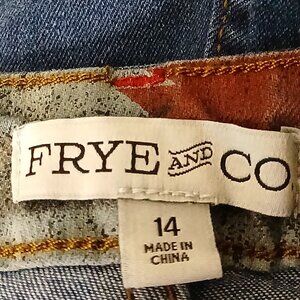 FRYE AND CO
14
MADE IN
CHINA